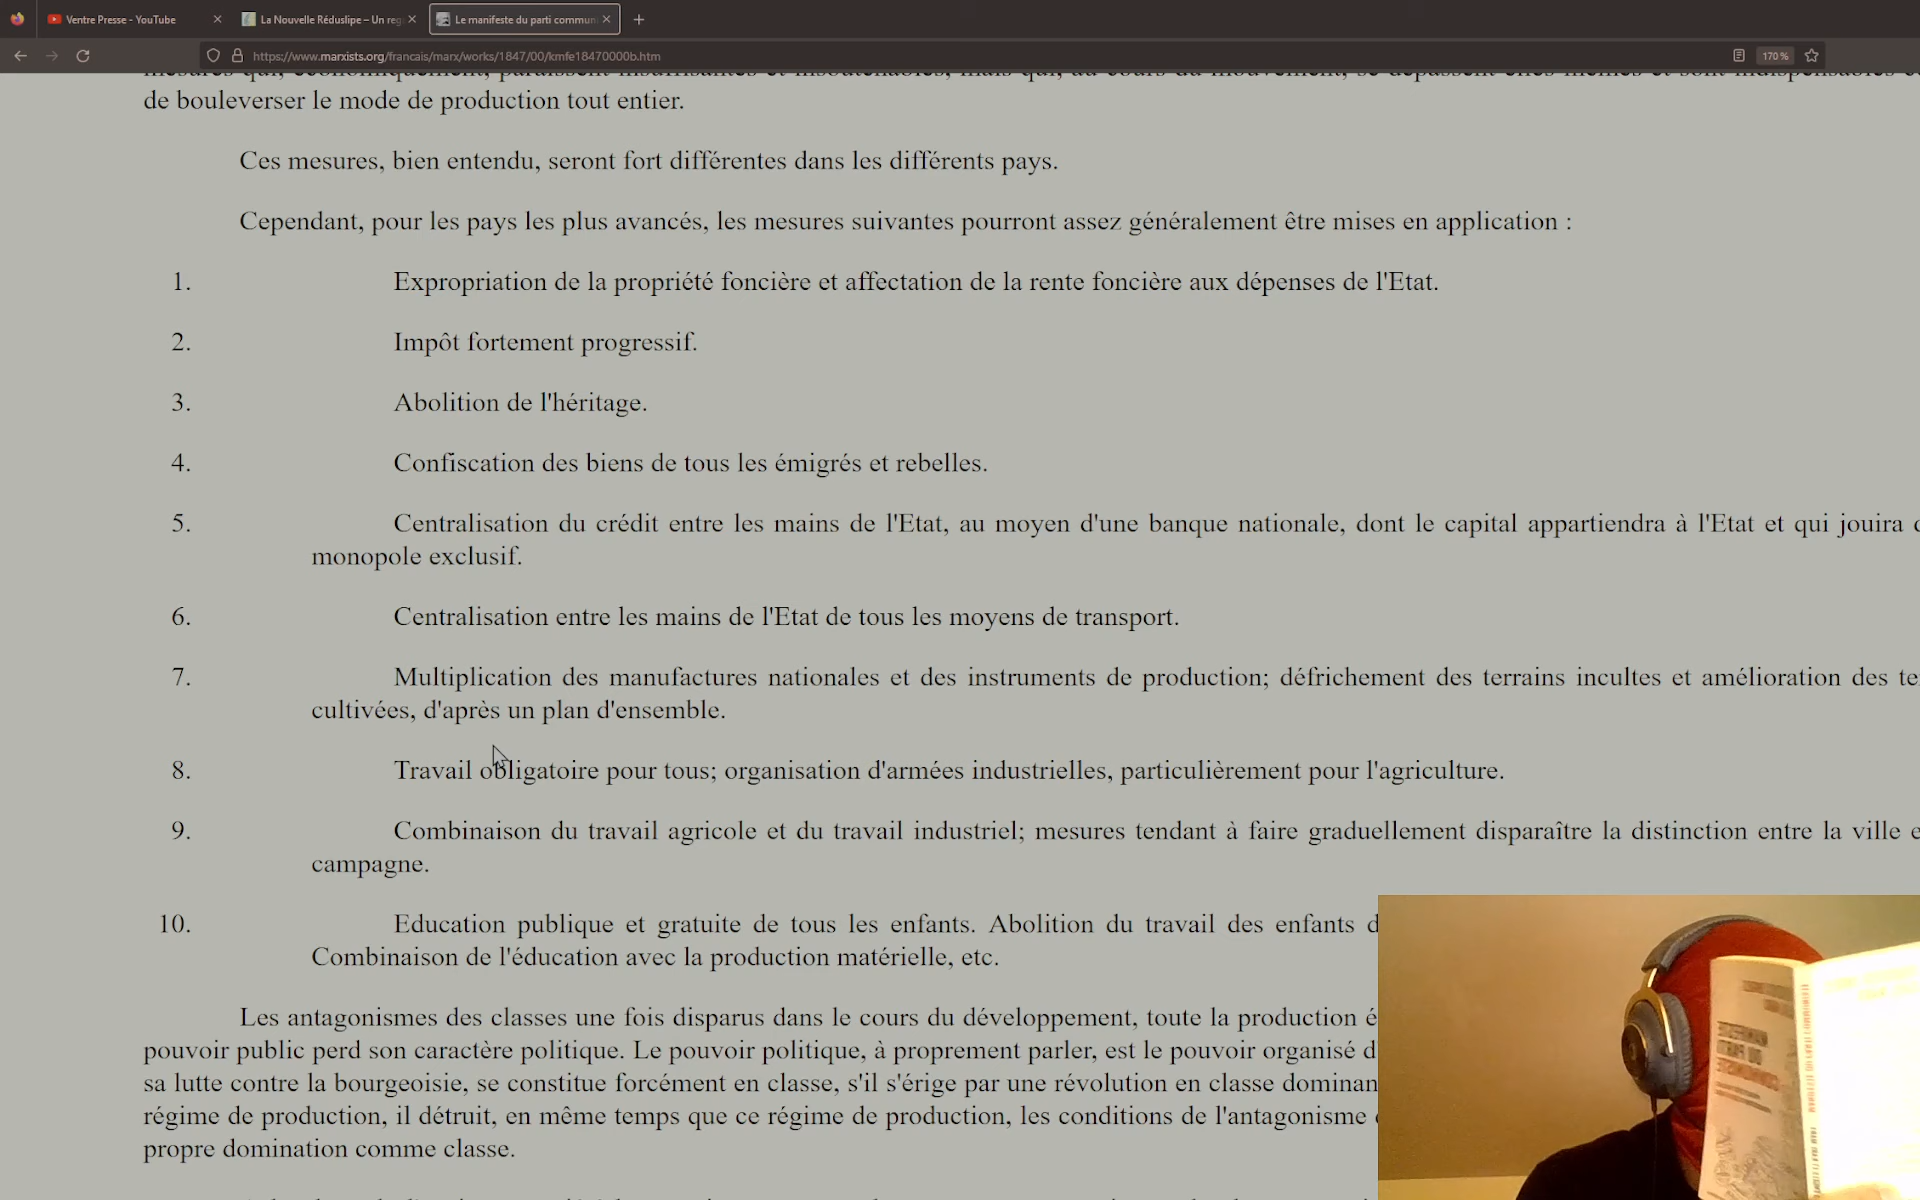 Ventre Presse - YouTube
La Nouvelle Réduslipe – Un reg
Le manifeste du parti commun
https://www.marxists.org/francais/marx/works/1847/00/kmfe18470000b.htm
170%
de bouleverser le mode de production tout entier.
Ces mesures, bien entendu, seront fort différentes dans les différents pays.
Cependant, pour les pays les plus avancés, les mesures suivantes pourront assez généralement être mises en application :
1. Expropriation de la propriété foncière et affectation de la rente foncière aux dépenses de l'Etat.
2. Impôt fortement progressif.
3. Abolition de l'héritage.
4. Confiscation des biens de tous les émigrés et rebelles.
5. Centralisation du crédit entre les mains de l'Etat, au moyen d'une banque nationale, dont le capital appartiendra à l'Etat et qui jouira
monopole exclusif.
6. Centralisation entre les mains de l'Etat de tous les moyens de transport.
7. Multiplication des manufactures nationales et des instruments de production; défrichement des terrains incultes et amélioration des te
cultivées, d'après un plan d'ensemble.
8. Travail obligatoire pour tous; organisation d'armées industrielles, particulièrement pour l'agriculture.
9. Combinaison du travail agricole et du travail industriel; mesures tendant à faire graduellement disparaître la distinction entre la ville e
campagne.
10. Education publique et gratuite de tous les enfants. Abolition du travail des enfants d
Combinaison de l'éducation avec la production matérielle, etc.
Les antagonismes des classes une fois disparus dans le cours du développement, toute la production é
pouvoir public perd son caractère politique. Le pouvoir politique, à proprement parler, est le pouvoir organisé d
sa lutte contre la bourgeoisie, se constitue forcément en classe, s'il s'érige par une révolution en classe dominan
régime de production, il détruit, en même temps que ce régime de production, les conditions de l'antagonisme
propre domination comme classe.